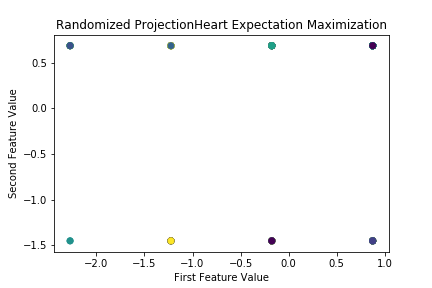 Randomized ProjectionHeart Expectation Maximization
0.5
0.0
−0.5
−1.0
−1.5
Second Feature Value
−2.0 −1.5 −1.0 −0.5 0.0 0.5 1.0
First Feature Value